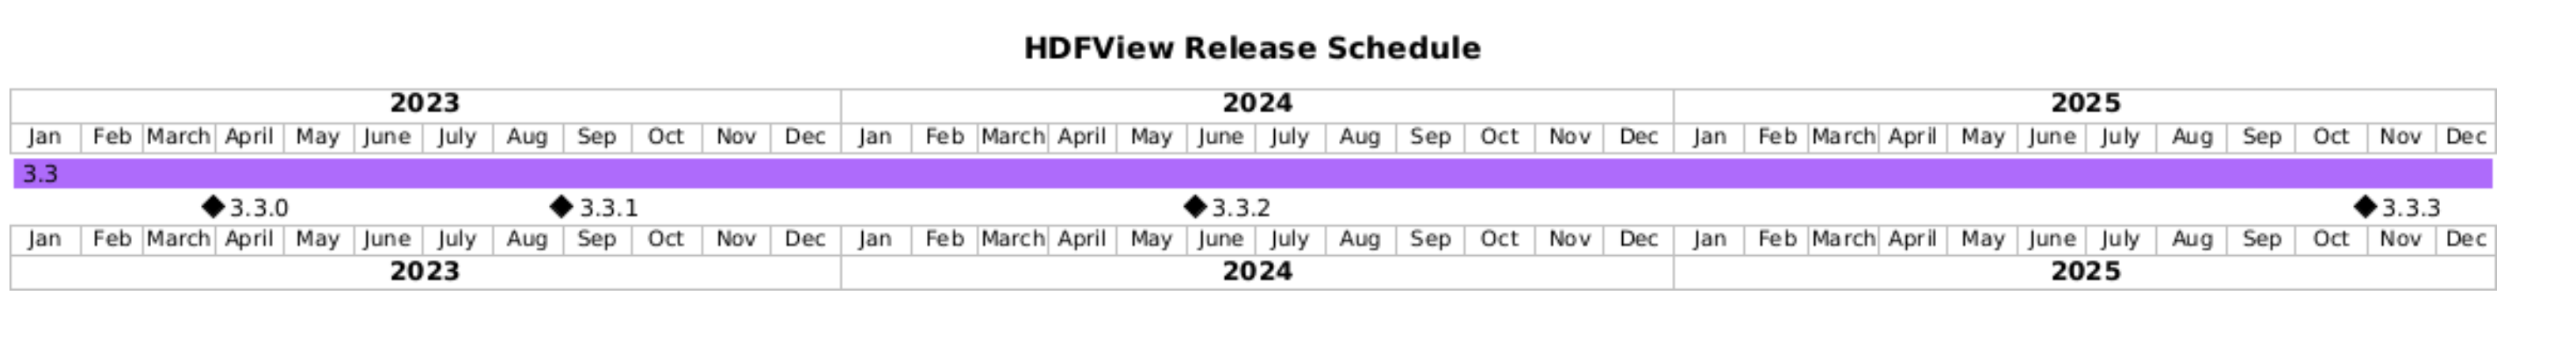 HDFView Release Schedule
2023 2024 2025
Jan Feb March April May June July Aug Sep Oct Nov Dec Jan Feb March April May June July Aug Sep Oct Nov Dec Jan Feb March April May June July Aug Sep Oct Nov Dec
3.3
3.3.0 3.3.1 3.3.2 3.3.3
Jan Feb March April May June July Aug Sep Oct Nov Dec Jan Feb March April May June July Aug Sep Oct Nov Dec Jan Feb March April May June July Aug Sep Oct Nov Dec
2023 2024 2025